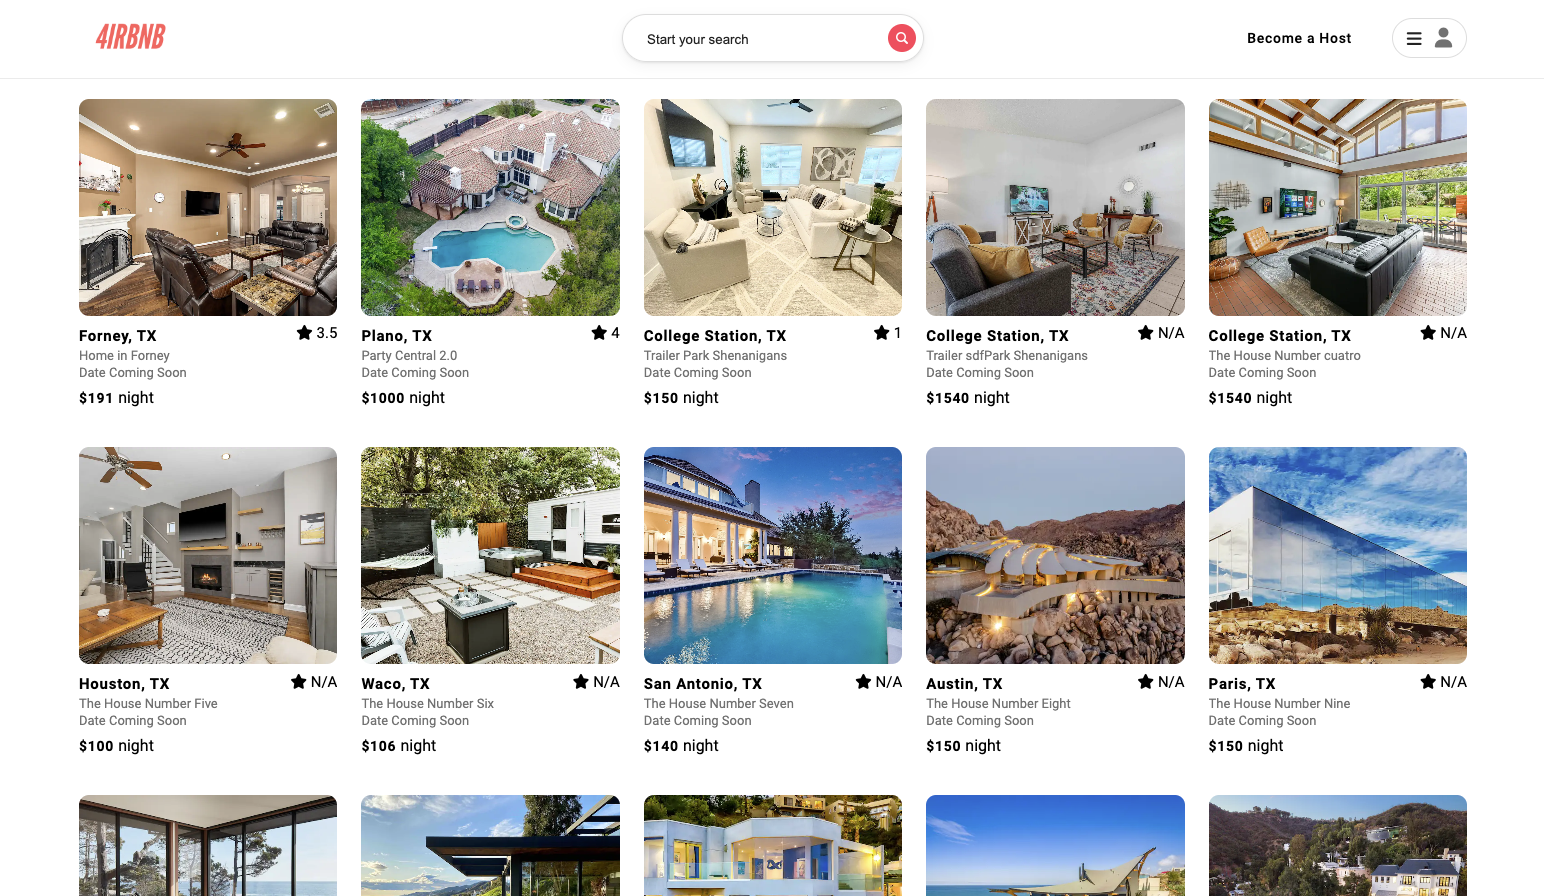 4IRBNB
Start your search
Become a Host
Forney, TX
3.5
Home in Forney
Date Coming Soon
$191 night
Plano, TX
4
Party Central 2.0
Date Coming Soon
$1000 night
College Station, TX
1
Trailer Park Shenanigans
Date Coming Soon
$150 night
College Station, TX
N/A
Trailer sdfPark Shenanigans
Date Coming Soon
$1540 night
College Station, TX
N/A
The House Number cuatro
Date Coming Soon
$1540 night
Houston, TX
N/A
The House Number Five
Date Coming Soon
$100 night
Waco, TX
N/A
The House Number Six
Date Coming Soon
$106 night
San Antonio, TX
N/A
The House Number Seven
Date Coming Soon
$140 night
Austin, TX
N/A
The House Number Eight
Date Coming Soon
$150 night
Paris, TX
N/A
The House Number Nine
Date Coming Soon
$150 night